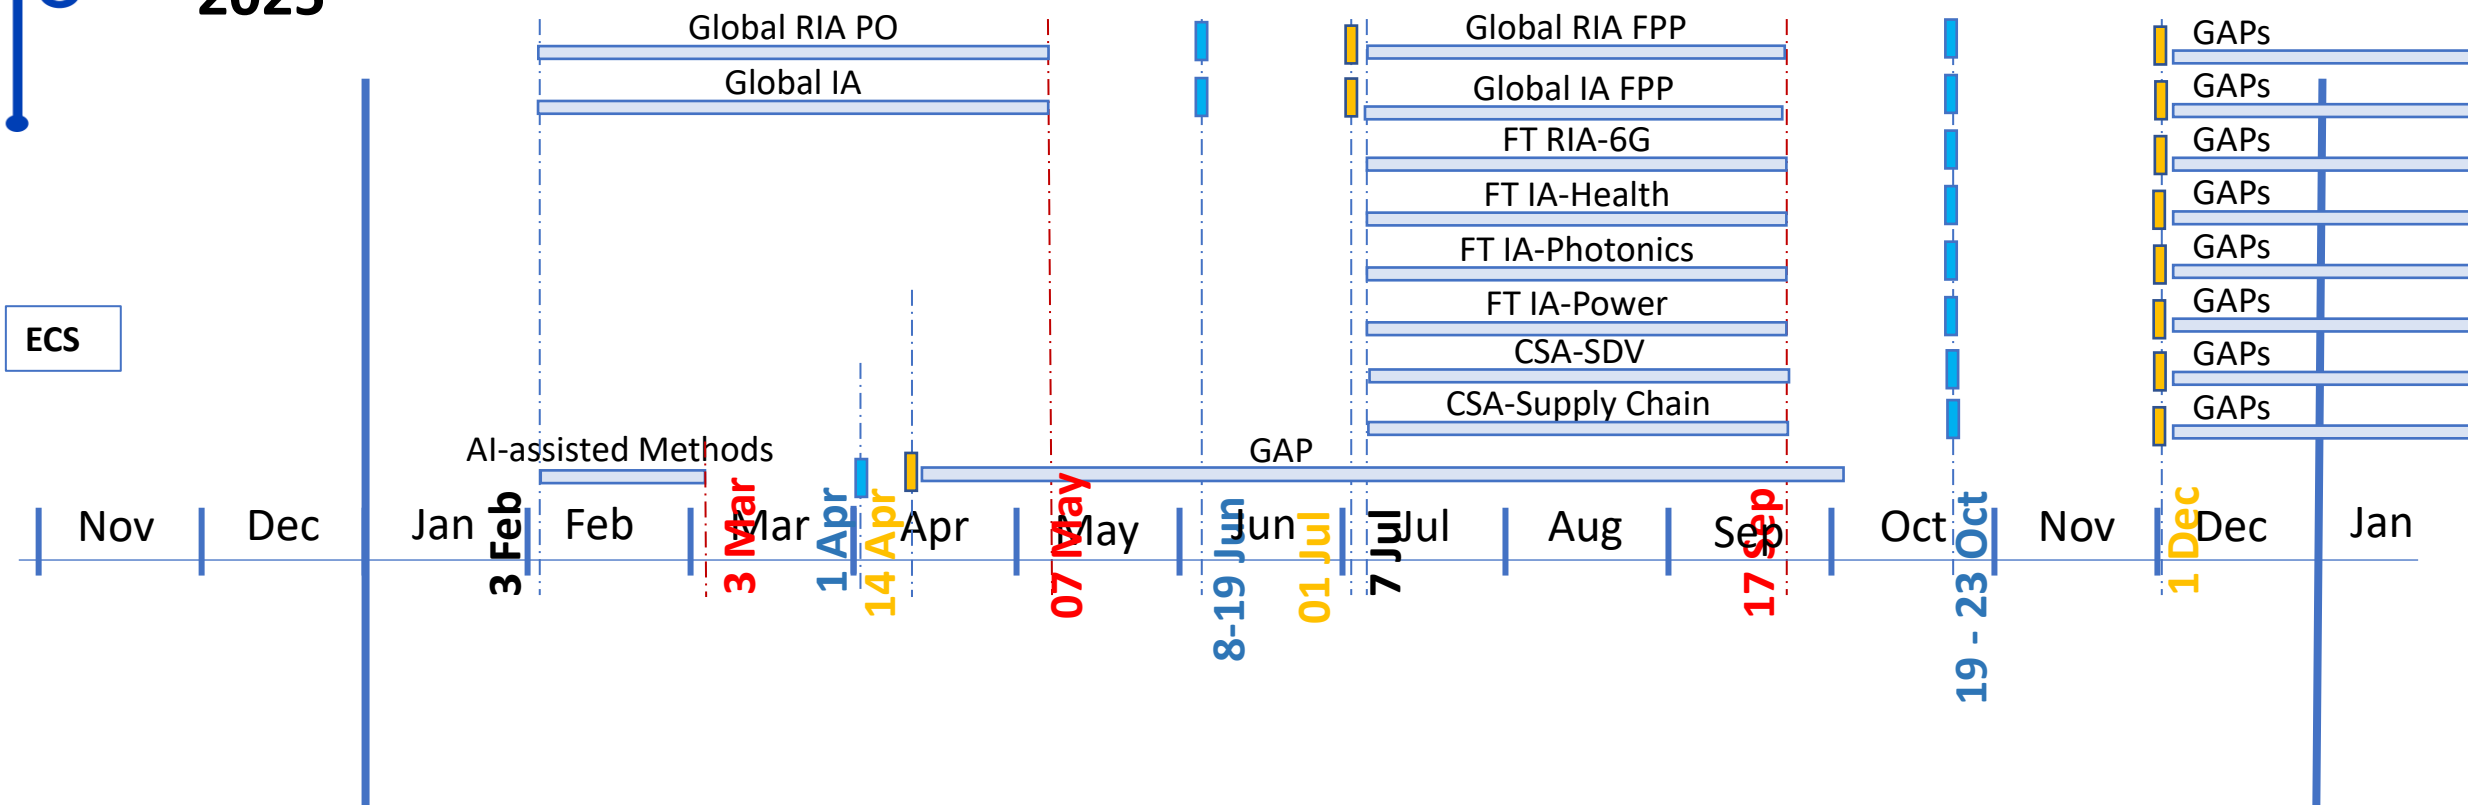 2025
Global RIA PO
Global RIA FPP
GAPs
Global IA
Global IA FPP
GAPs
FT RIA-6G
GAPs
FT IA-Health
GAPs
FT IA-Photonics
GAPs
FT IA-Power
GAPs
ECS
CSA-SDV
GAPs
CSA-Supply Chain
GAPs
AI-assisted Methods
GAP
Nov
Dec
Jan
3 Feb
Feb
3 Mar
Mar
1 Apr
14 Apr
Apr
07 May
May
8-19 Jun
Jun
01 Jul
7 Jul
Jul
Aug
17 Sep
Sep
Oct
19 - 23 Oct
Nov
1 Dec
Dec
Jan